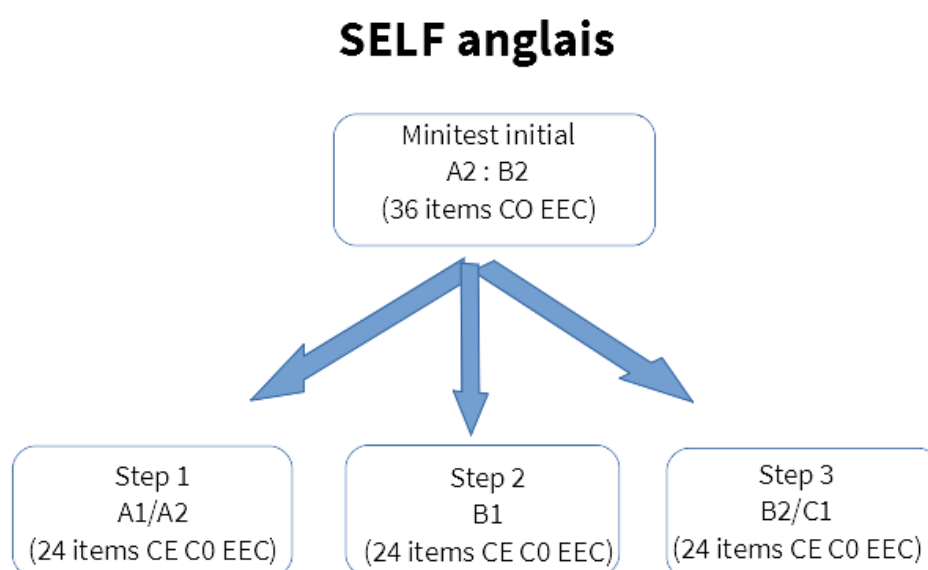 SELF anglais
Minitest initial
A2 : B2
(36 items CO EEC)
Step 1
A1/A2
(24 items CE C0 EEC)
Step 2
B1
(24 items CE C0 EEC)
Step 3
B2/C1
(24 items CE C0 EEC)